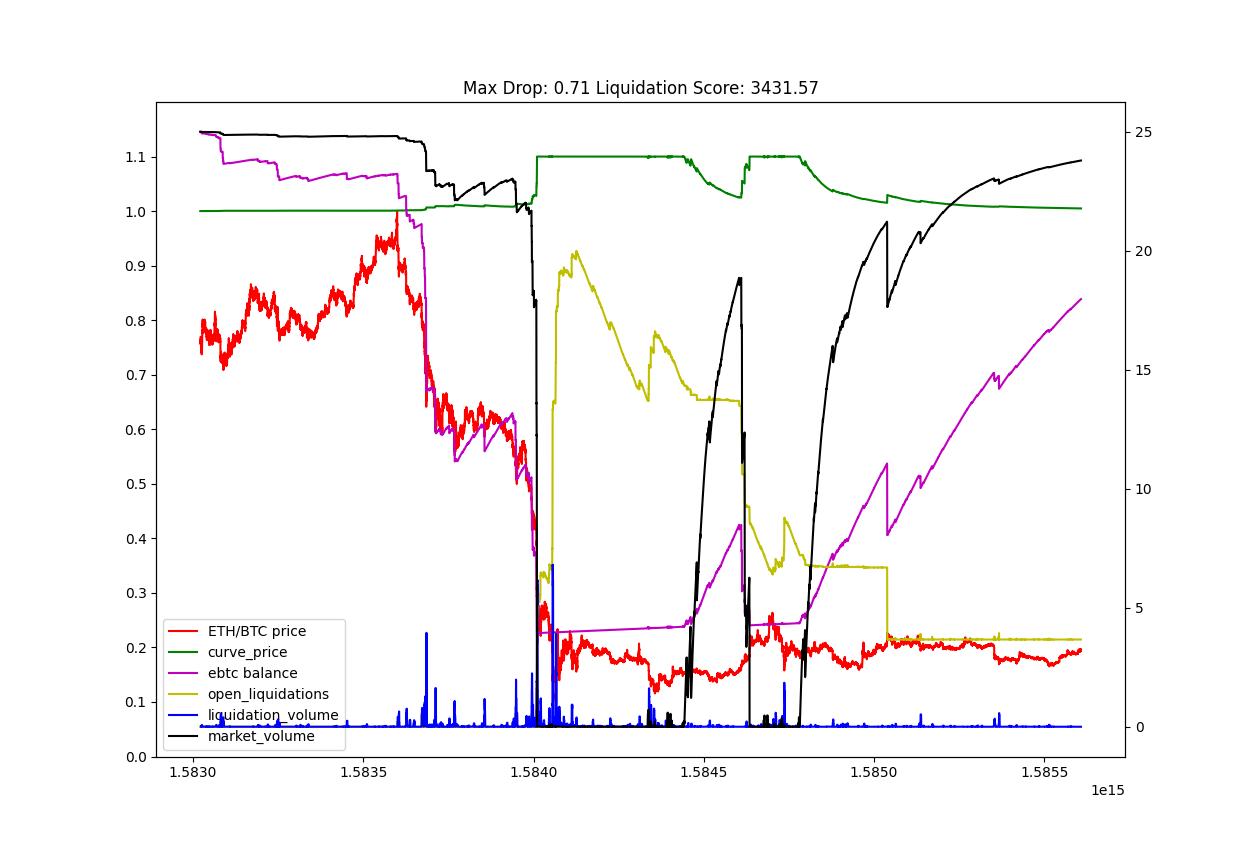 Max Drop: 0.71 Liquidation Score: 3431.57
1.1
1.0
0.9
0.8
0.7
0.6
0.5
0.4
0.3
0.2
0.1
0.0
25
20
15
10
5
0
ETH/BTC price
curve_price
ebtc balance
open_liquidations
liquidation_volume
market_volume
1.5830 1.5835 1.5840 1.5845 1.5850 1.5855
1e15